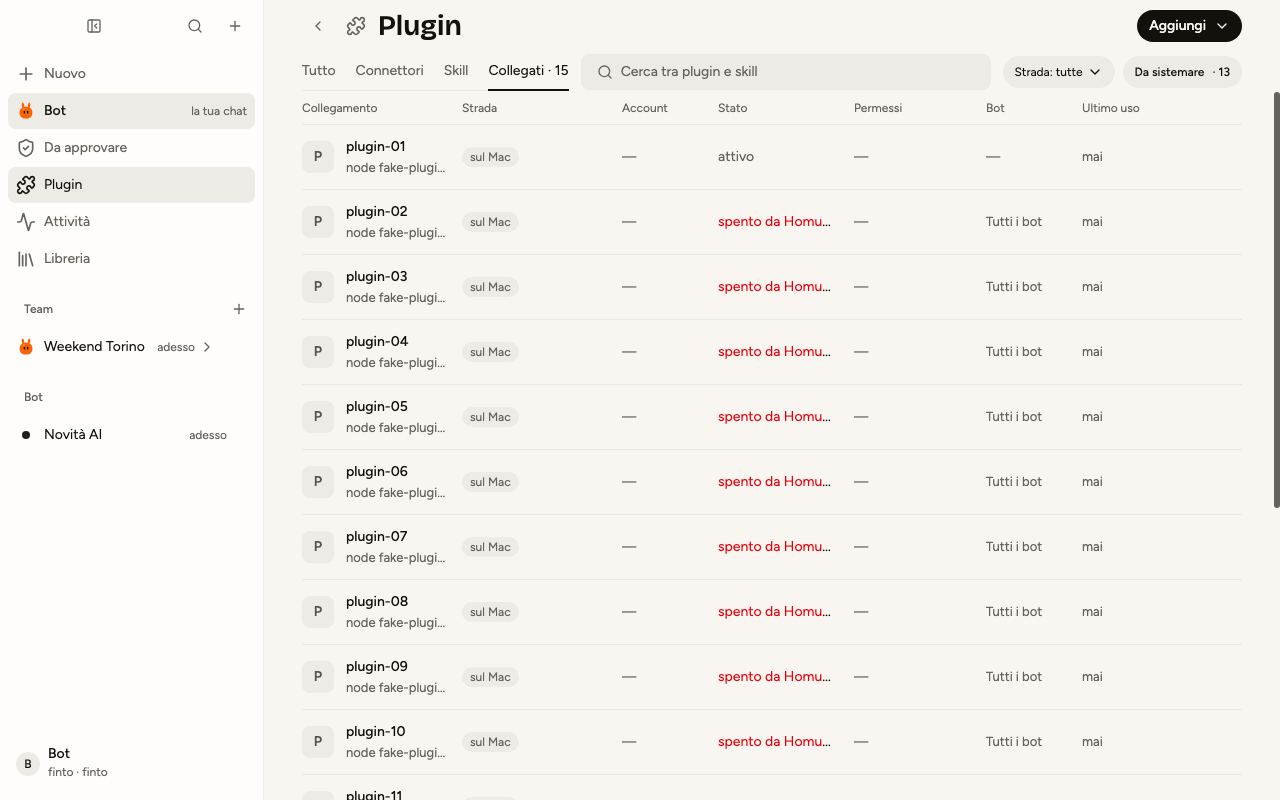 Plugin
Aggiungi
Nuovo
Bot
la tua chat
Da approvare
Plugin
Attività
Libreria
Team
Weekend Torino
adesso
Bot
Novità AI
adesso
B
Bot
finto · finto
Tutto
Connettori
Skill
Collegati · 15
Cerca tra plugin e skill
Strada: tutte
Da sistemare · 13
Collegamento Strada Account Stato Permessi Bot Ultimo uso
P plugin-01 sul Mac — attivo — — mai
node fake-plugi...
P plugin-02 sul Mac — spento da Homu... — Tutti i bot mai
node fake-plugi...
P plugin-03 sul Mac — spento da Homu... — Tutti i bot mai
node fake-plugi...
P plugin-04 sul Mac — spento da Homu... — Tutti i bot mai
node fake-plugi...
P plugin-05 sul Mac — spento da Homu... — Tutti i bot mai
node fake-plugi...
P plugin-06 sul Mac — spento da Homu... — Tutti i bot mai
node fake-plugi...
P plugin-07 sul Mac — spento da Homu... — Tutti i bot mai
node fake-plugi...
P plugin-08 sul Mac — spento da Homu... — Tutti i bot mai
node fake-plugi...
P plugin-09 sul Mac — spento da Homu... — Tutti i bot mai
node fake-plugi...
P plugin-10 sul Mac — spento da Homu... — Tutti i bot mai
node fake-plugi...
plugin-11